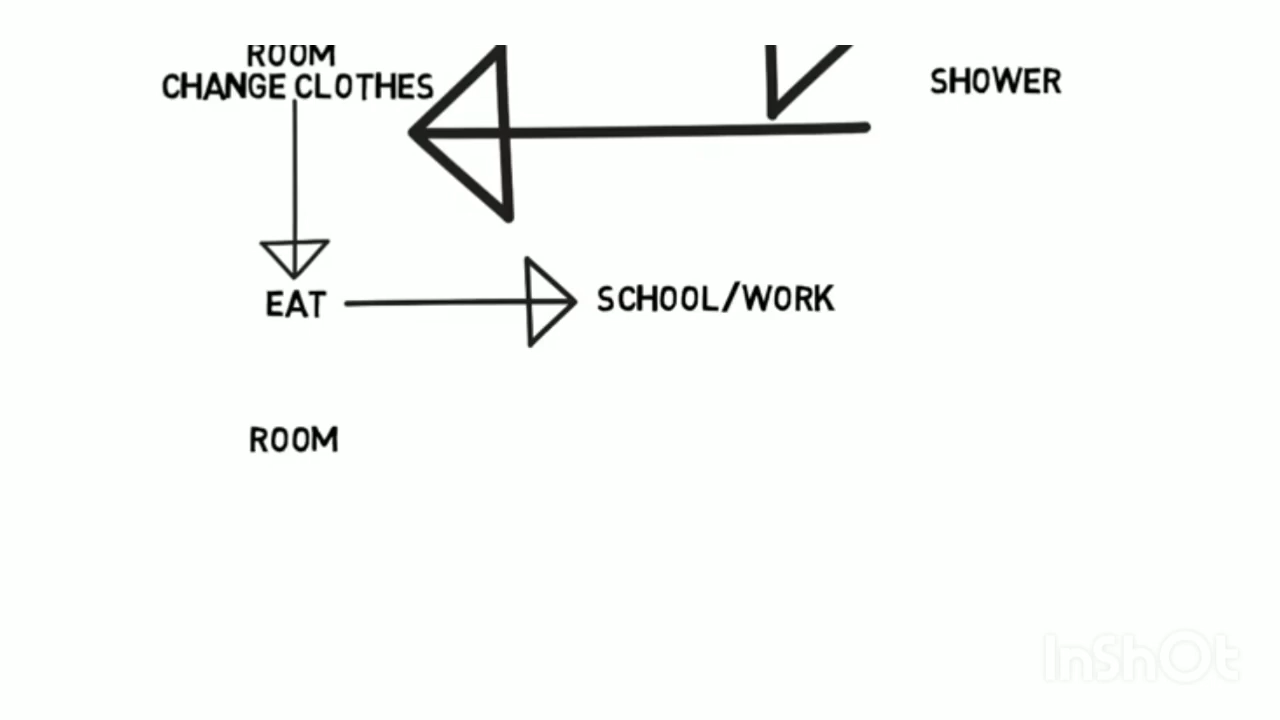 ROOM
CHANGE CLOTHES
SHOWER
EAT
SCHOOL/WORK
ROOM
InShOt